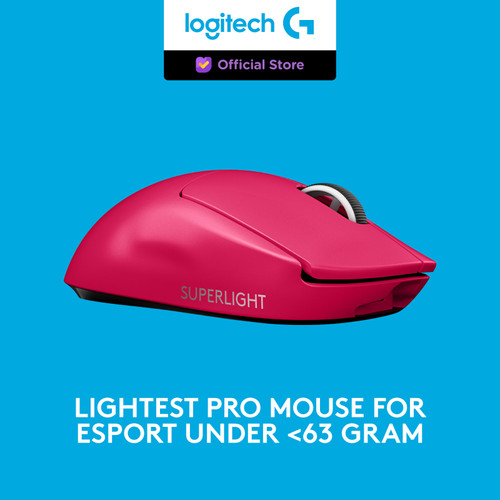 logitech G
Official Store
SUPERLIGHT
LIGHTEST PRO MOUSE FOR
ESPORT UNDER <63 GRAM